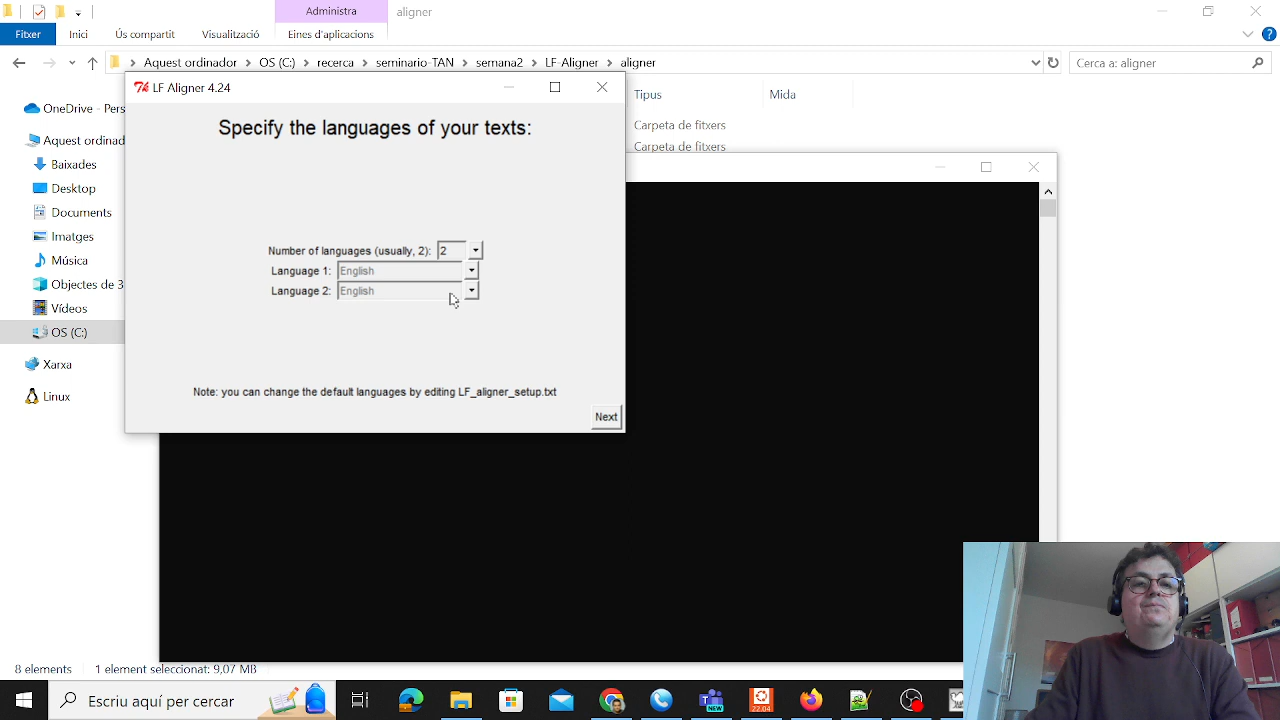 Administra
aligner
Fitxer
Inici
Ús compartit
Visualització
Eines d'aplicacions
Aquest ordinador > OS (C:) > recerca > seminario-TAN > semana2 > LF-Aligner > aligner
Cerca a: aligner
LF Aligner 4.24
Tipus
Mida
Carpeta de fitxers
Carpeta de fitxers
OneDrive - Pers
Aquest ordinad
Baixades
Desktop
Documents
Imatges
Música
Objectes de 3
Vídeos
OS (C:)
Xarxa
Linux
Specify the languages of your texts:
Number of languages (usually, 2): 2
Language 1: English
Language 2: English
Note: you can change the default languages by editing LF_aligner_setup.txt
Next
8 elements
1 element seleccionat: 9,07 MB
Escriu aquí per cercar
NEW
22.04